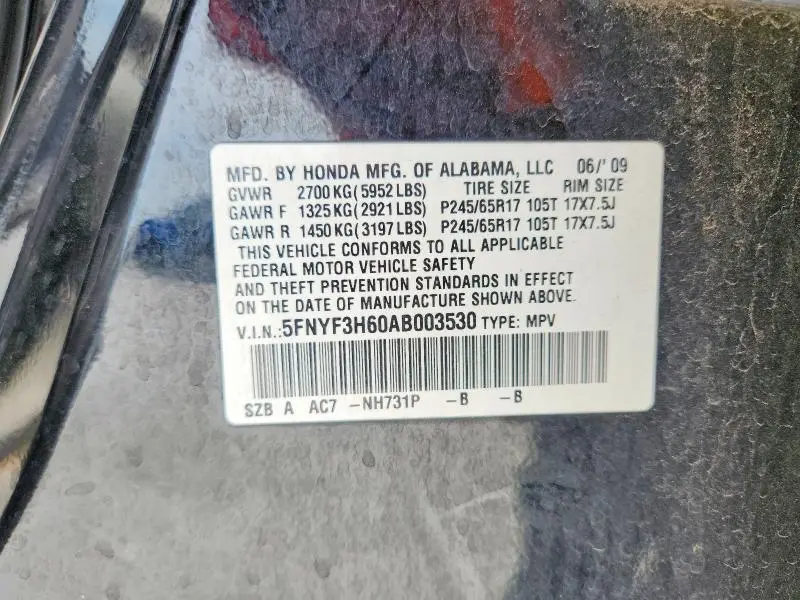 MFD. BY HONDA MFG. OF ALABAMA, LLC 06/'09
GVWR 2700 KG (5952 LBS) TIRE SIZE RIM SIZE
GAWR F 1325 KG (2921 LBS) P245/65R17 105T 17X7.5J
GAWR R 1450 KG (3197 LBS) P245/65R17 105T 17X7.5J
THIS VEHICLE CONFORMS TO ALL APPLICABLE
FEDERAL MOTOR VEHICLE SAFETY
AND THEFT PREVENTION STANDARDS IN EFFECT
ON THE DATE OF MANUFACTURE SHOWN ABOVE.
V.I.N.:5FNYF3H60AB003530 TYPE: MPV
SZB A AC7 -NH731P -B -B